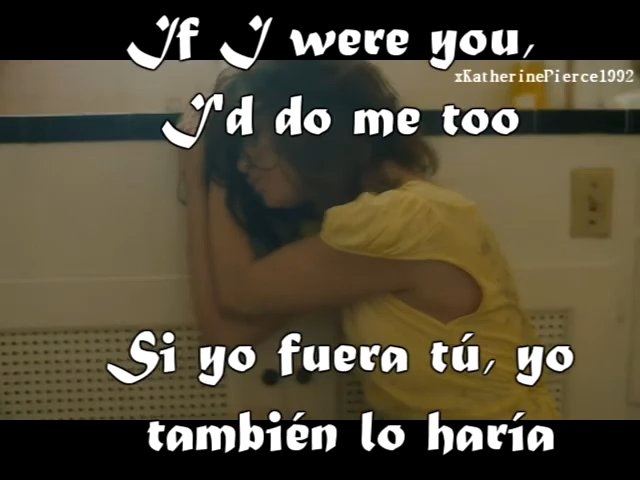 If I were you,
xKatherinePierce1992
I'd do me too
Si yo fuera tú, yo
también lo haría